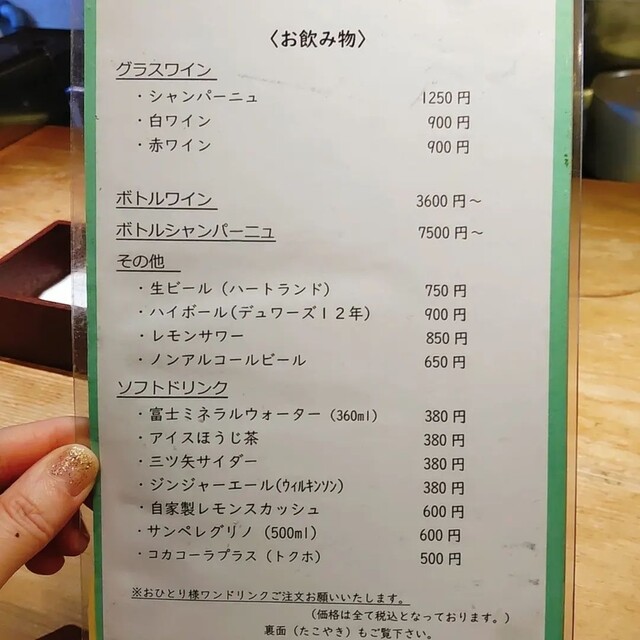 〈お飲み物〉
グラスワイン
・シャンパーニュ 1250円
・白ワイン 900円
・赤ワイン 900円
ボトルワイン 3600円～
ボトルシャンパーニュ 7500円～
その他
・生ビール（ハートランド） 750円
・ハイボール（デュワーズ１２年） 900円
・レモンサワー 850円
・ノンアルコールビール 650円
ソフトドリンク
・富士ミネラルウォーター（360ml） 380円
・アイスほうじ茶 380円
・三ツ矢サイダー 380円
・ジンジャーエール（ウィルキンソン） 380円
・自家製レモンスカッシュ 600円
・サンペレグリノ（500ml） 600円
・コカコーラプラス（トクホ） 500円
※おひとり様ワンドリンクご注文お願いいたします。
（価格は全て税込となっております。）
裏面（たこやき）もご覧下さい。